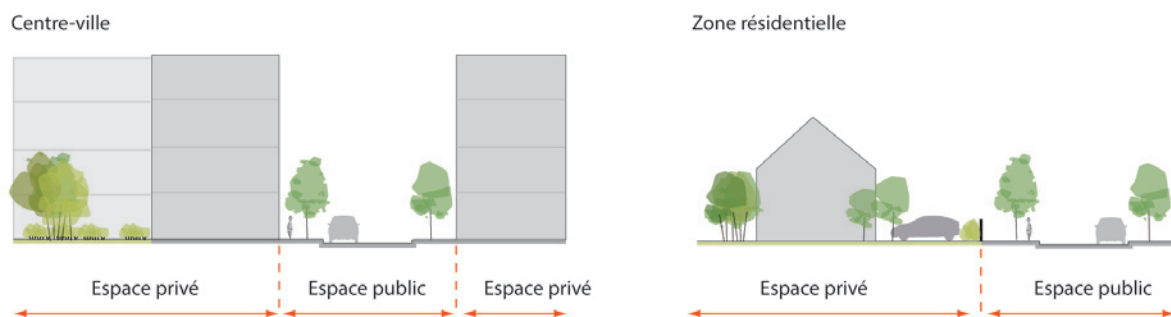 Centre-ville
Zone résidentielle
Espace privé
Espace public
Espace privé
Espace privé
Espace public